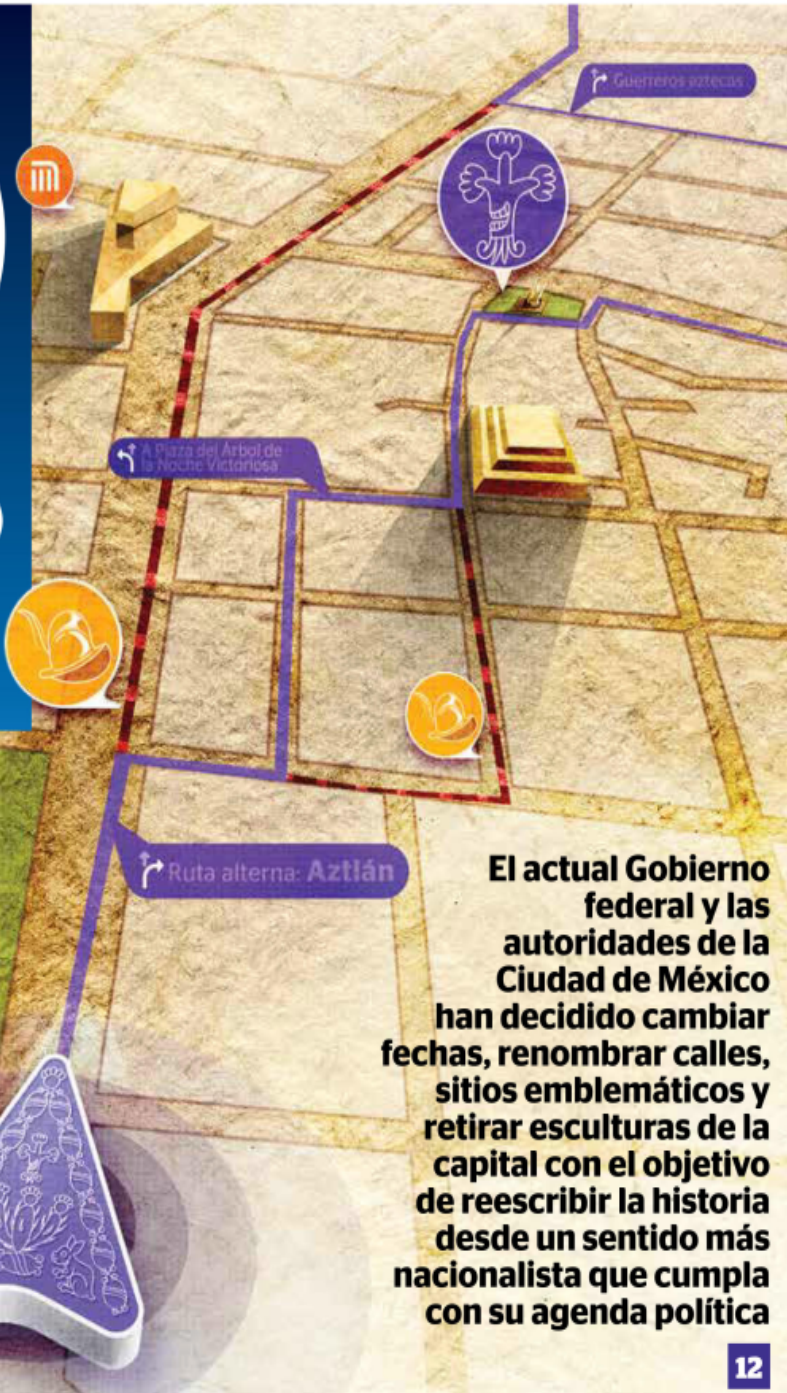 Guerreros aztecas
A Plaza del Árbol de
la Noche Victoriosa
Ruta alterna: Aztlán
El actual Gobierno
federal y las
autoridades de la
Ciudad de México
han decidido cambiar
fechas, renombrar calles,
sitios emblemáticos y
retirar esculturas de la
capital con el objetivo
de reescribir la historia
desde un sentido más
nacionalista que cumpla
con su agenda política
12